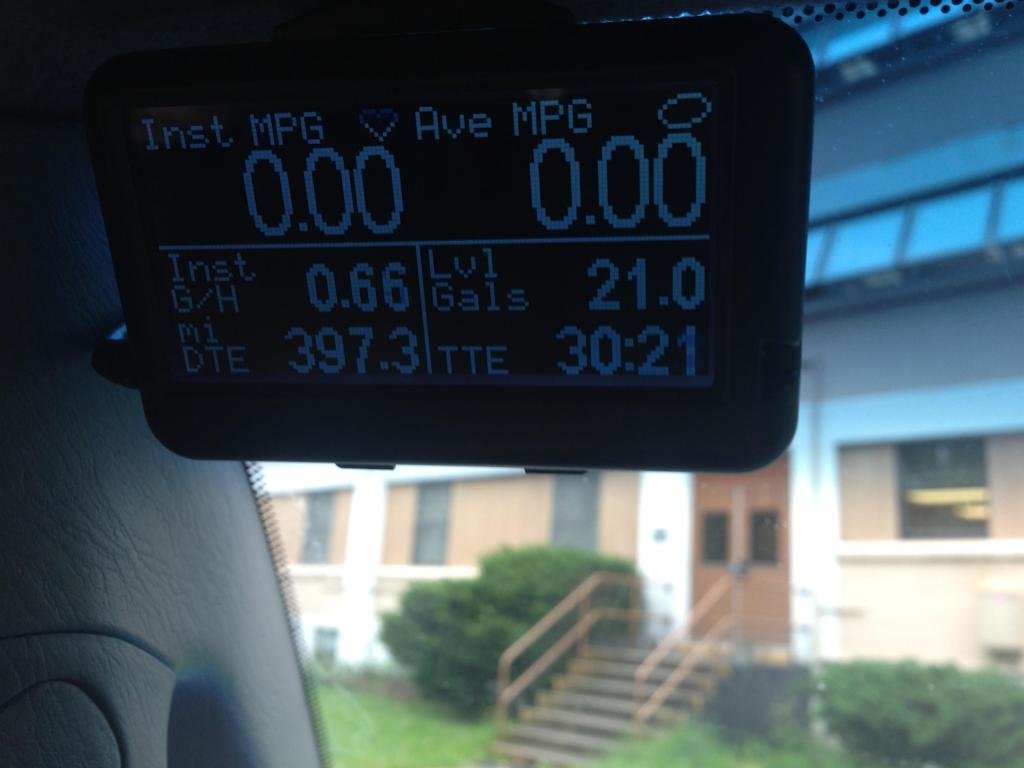 Inst MPG Ave MPG
0.00 0.00
Inst G/H 0.66 Lvl Gals 21.0
mi DTE 397.3 TTE 30:21